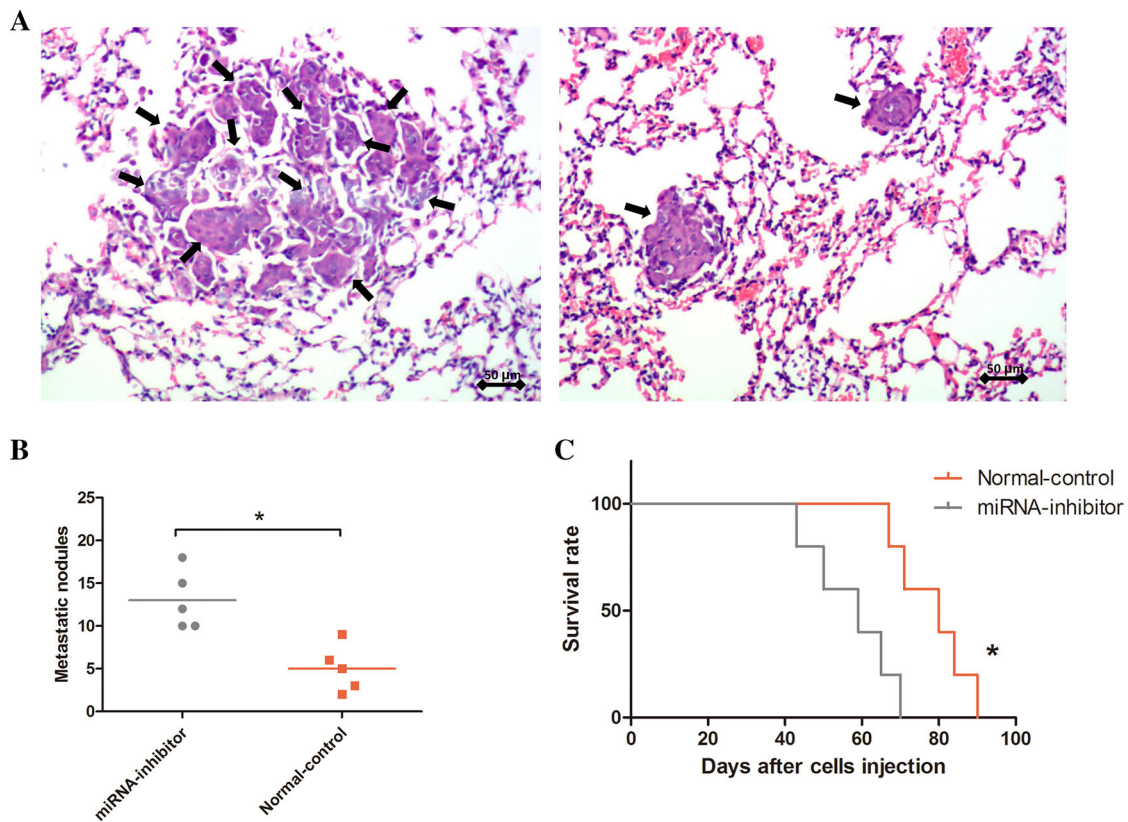 A
50 μm
50 μm
B
25
20
15
10
5
0
Metastatic nodules
*
miRNA-inhibitor
Normal-control
C
Normal-control
miRNA-inhibitor
100
50
0
Survival rate
*
0 20 40 60 80 100
Days after cells injection